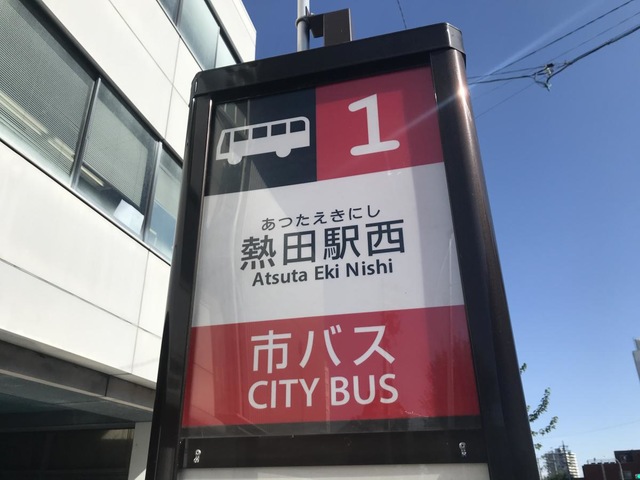 1
あつたえきにし
熱田駅西
Atsuta Eki Nishi
市バス
CITY BUS